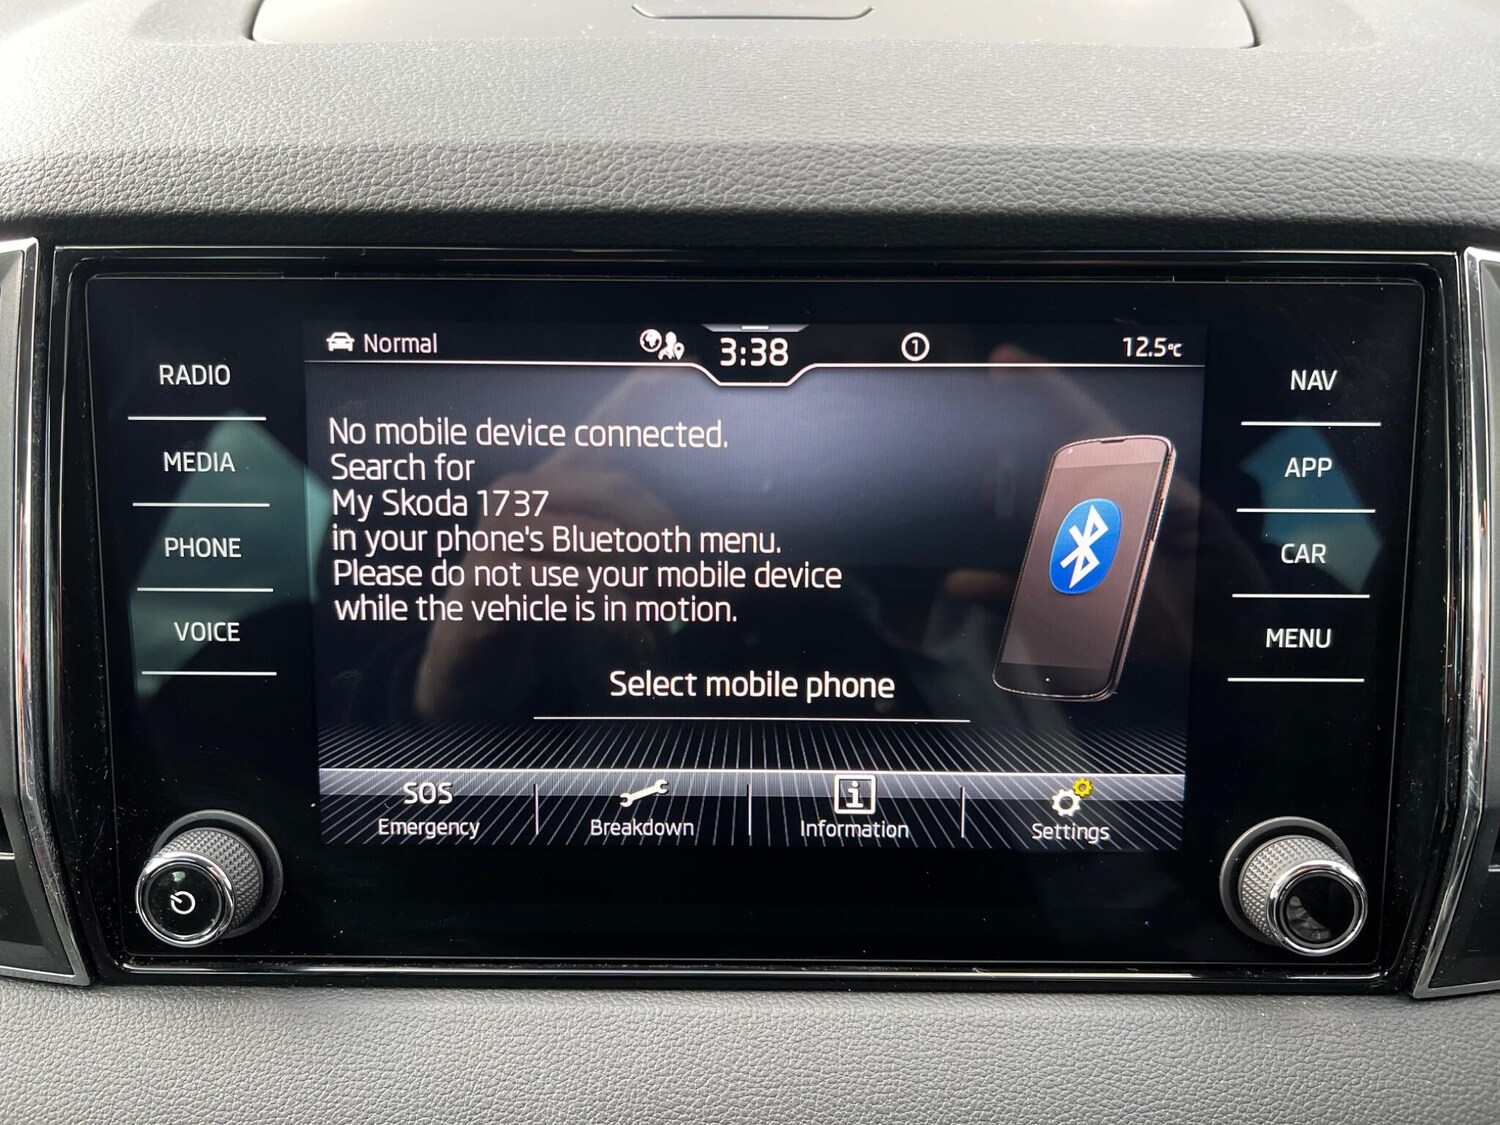 Normal
3:38
1
12.5°C
RADIO
MEDIA
PHONE
VOICE
No mobile device connected.
Search for
My Skoda 1737
in your phone's Bluetooth menu.
Please do not use your mobile device
while the vehicle is in motion.
Select mobile phone
SOS
Emergency
Breakdown
i
Information
Settings
NAV
APP
CAR
MENU